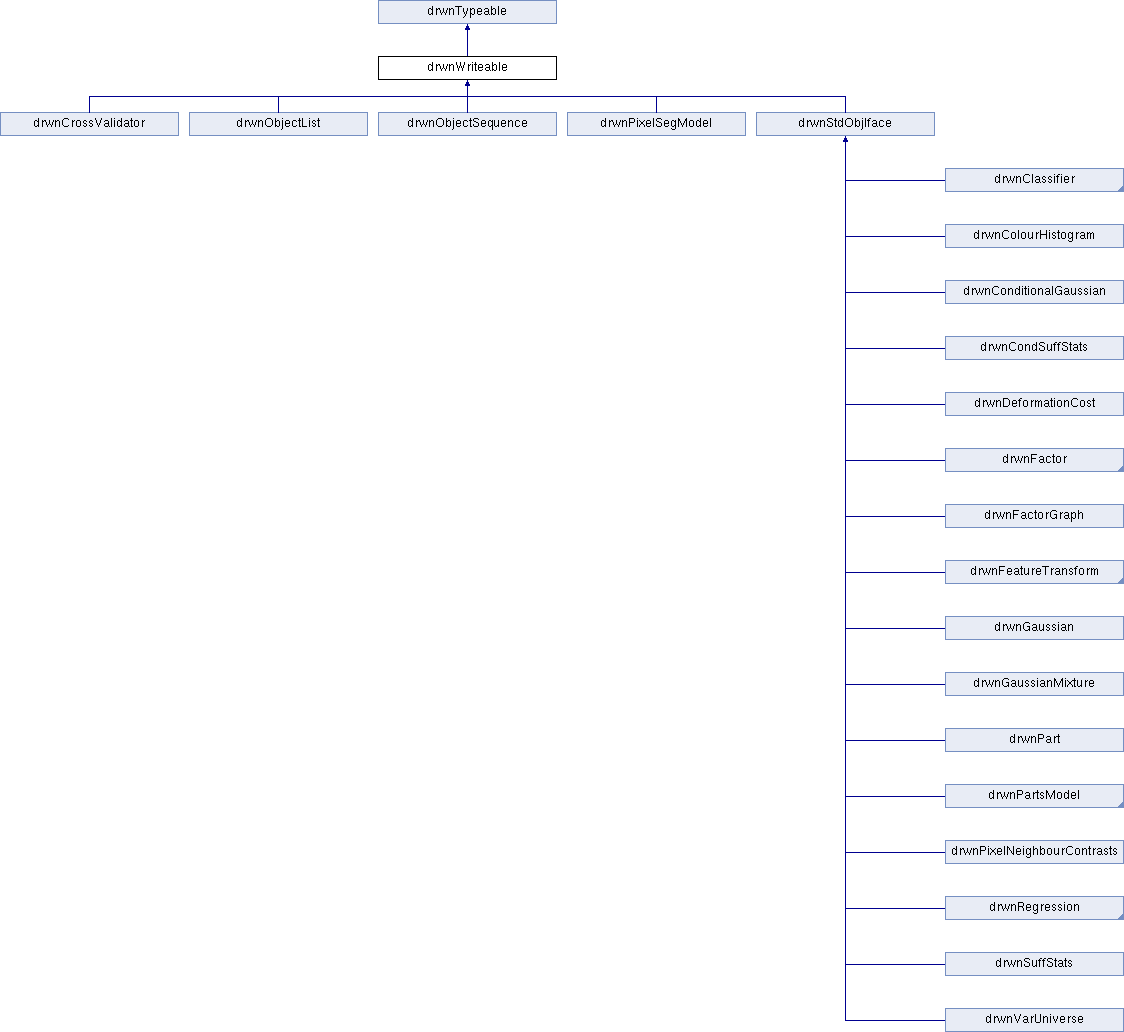 drwnTypeable
drwnWriteable
drwnCrossValidator
drwnObjectList
drwnObjectSequence
drwnPixelSegModel
drwnStdObjIface
drwnClassifier
drwnColourHistogram
drwnConditionalGaussian
drwnCondSuffStats
drwnDeformationCost
drwnFactor
drwnFactorGraph
drwnFeatureTransform
drwnGaussian
drwnGaussianMixture
drwnPart
drwnPartsModel
drwnPixelNeighbourContrasts
drwnRegression
drwnSuffStats
drwnVarUniverse